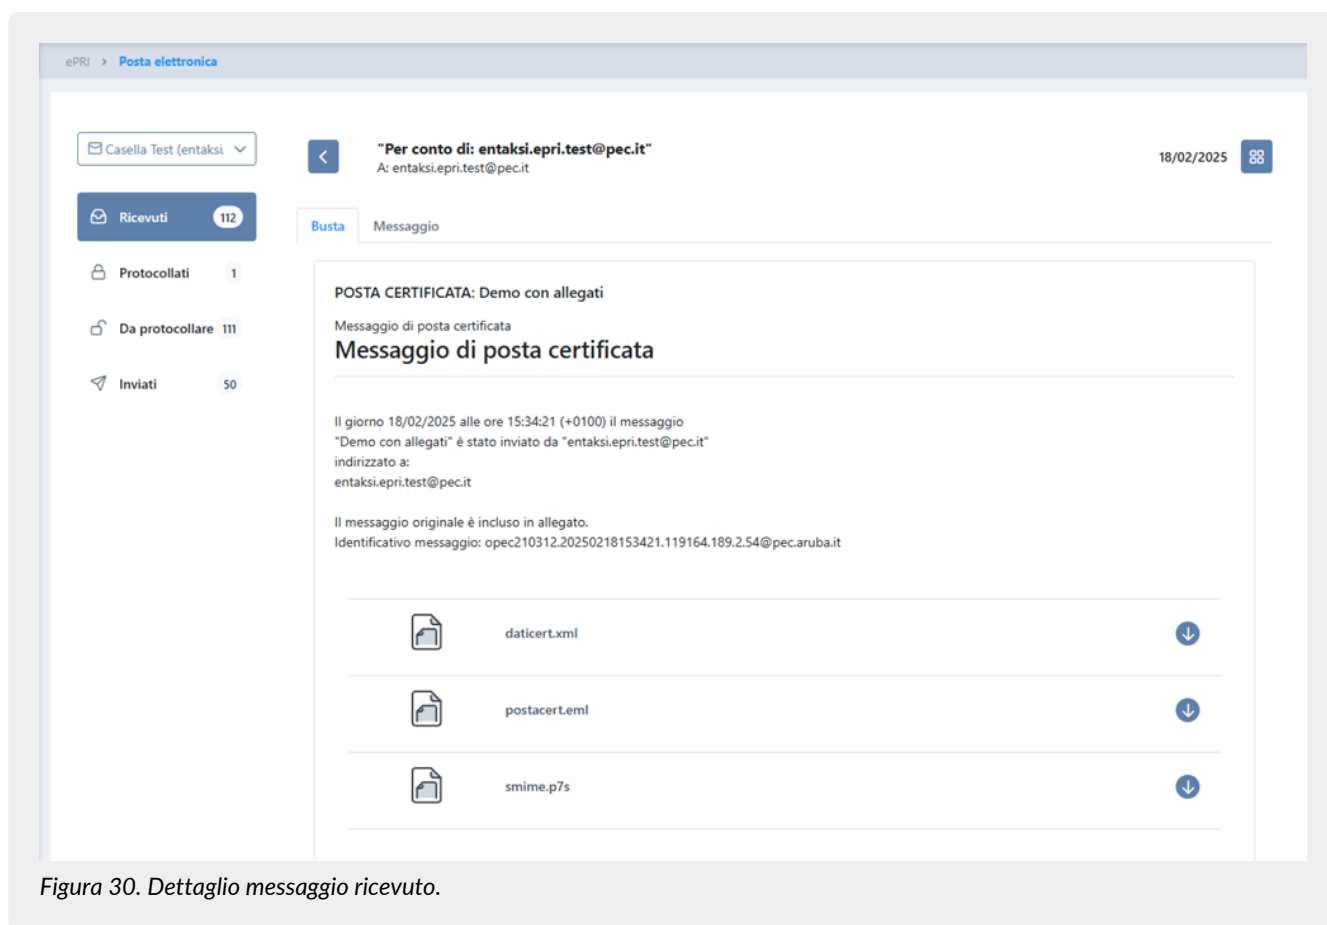 ePRI > Posta elettronica
Casella Test (entaksi.
"Per conto di: entaksi.epri.test@pec.it"
A: entaksi.epri.test@pec.it
18/02/2025
Ricevuti 112
Protocollati 1
Da protocollare 111
Inviati 50
Busta Messaggio
POSTA CERTIFICATA: Demo con allegati
Messaggio di posta certificata
Messaggio di posta certificata
Il giorno 18/02/2025 alle ore 15:34:21 (+0100) il messaggio
"Demo con allegati" è stato inviato da "entaksi.epri.test@pec.it"
indirizzato a:
entaksi.epri.test@pec.it
Il messaggio originale è incluso in allegato.
Identificativo messaggio: opec210312.20250218153421.119164.189.2.54@pec.aruba.it
daticert.xml
postacert.eml
smime.p7s
Figura 30. Dettaglio messaggio ricevuto.